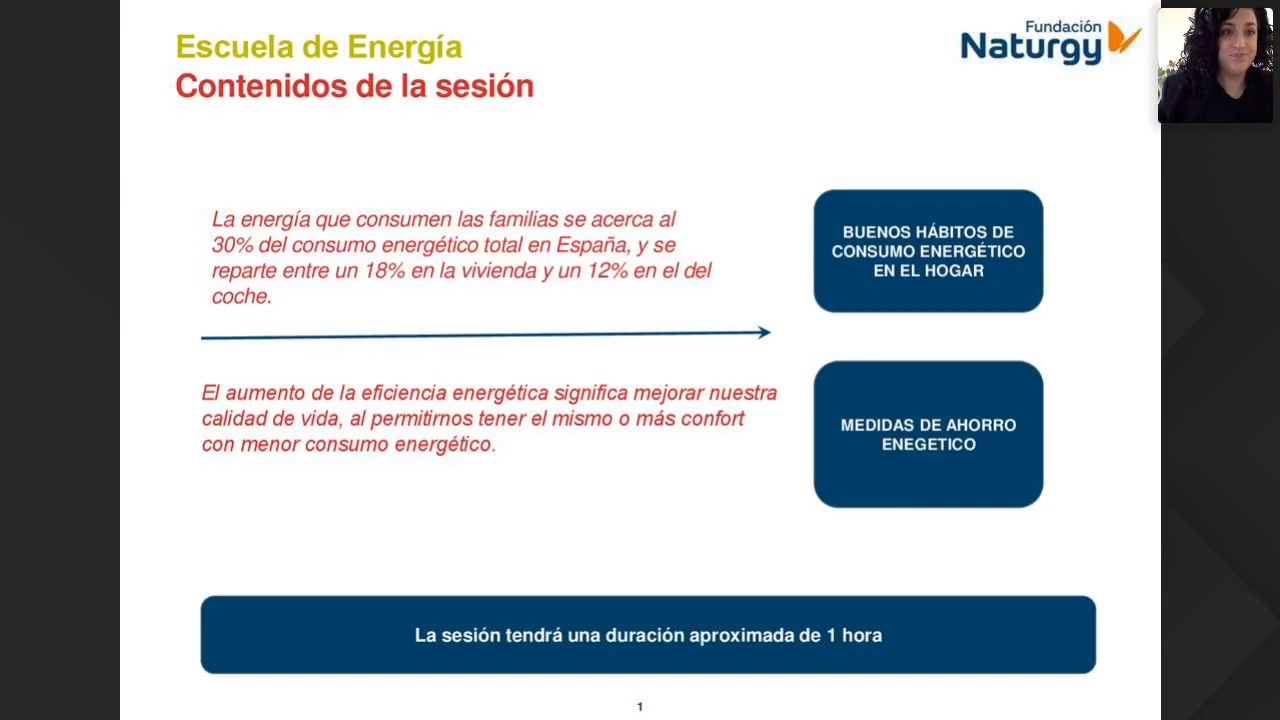 Escuela de Energía
Contenidos de la sesión
Fundación
Naturgy
La energía que consumen las familias se acerca al
30% del consumo energético total en España, y se
reparte entre un 18% en la vivienda y un 12% en el del
coche.
BUENOS HÁBITOS DE
CONSUMO ENERGÉTICO
EN EL HOGAR
El aumento de la eficiencia energética significa mejorar nuestra
calidad de vida, al permitirnos tener el mismo o más confort
con menor consumo energético.
MEDIDAS DE AHORRO
ENEGETICO
La sesión tendrá una duración aproximada de 1 hora
1